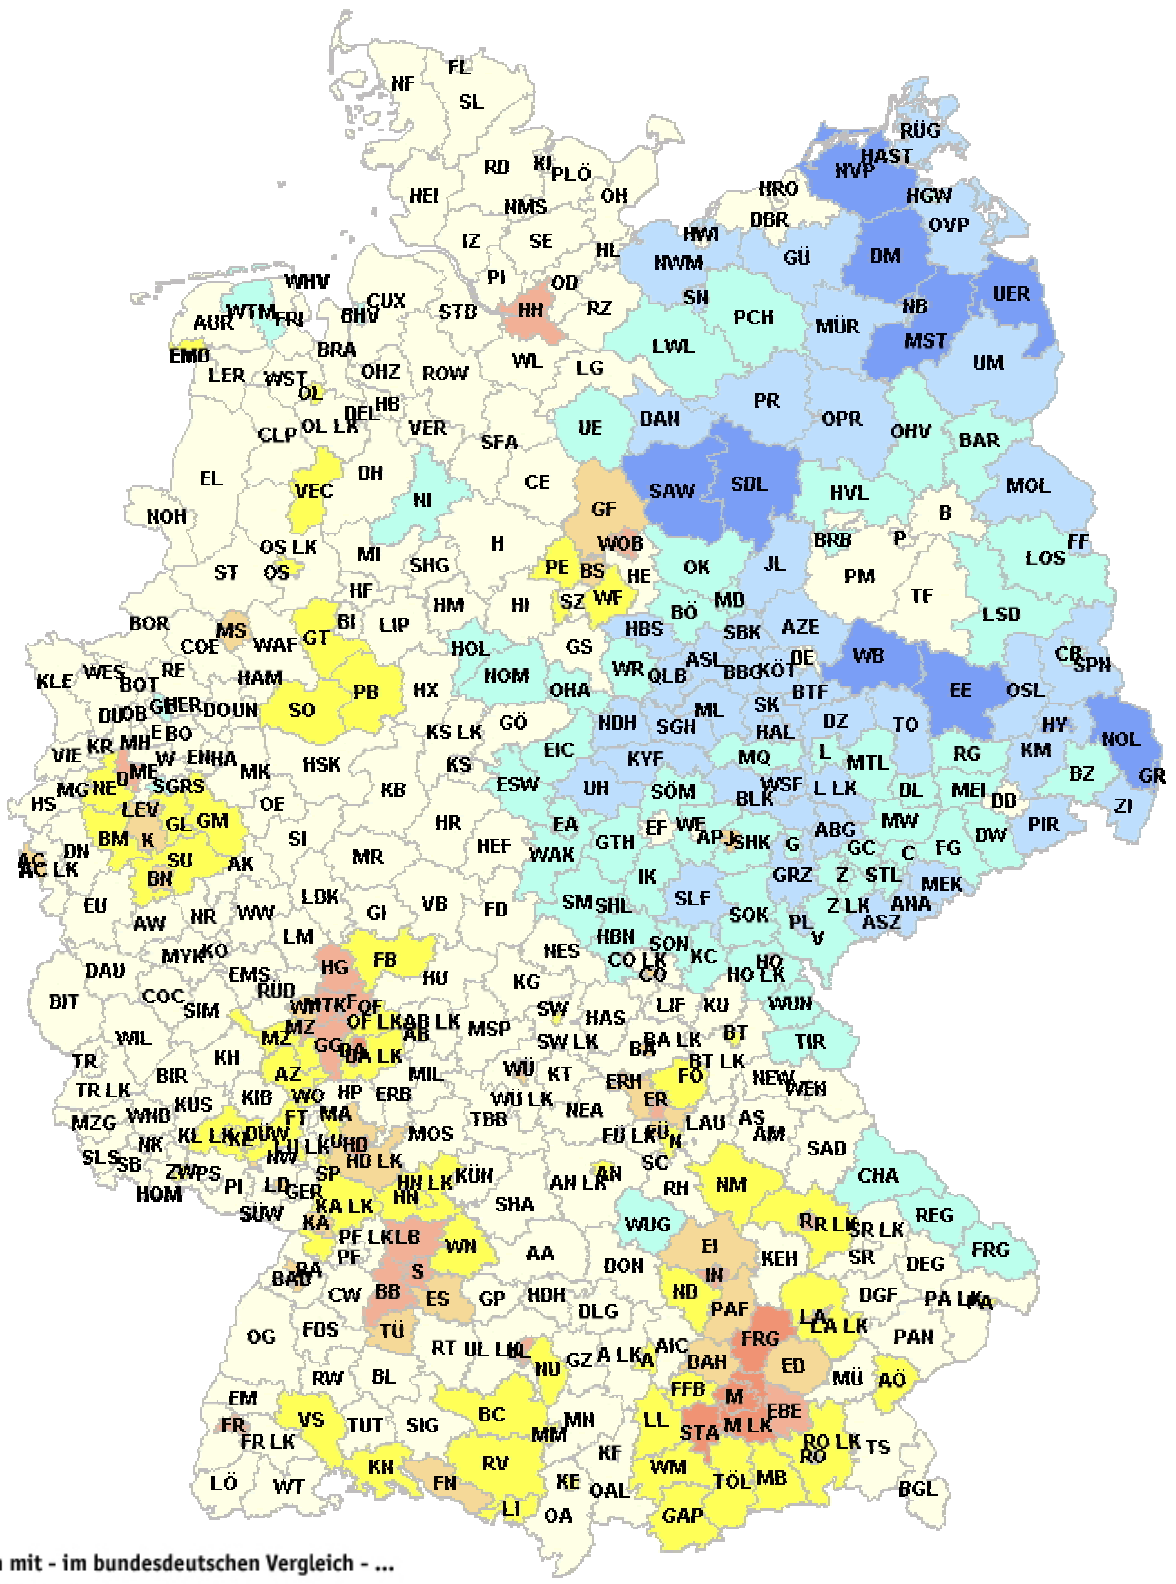 NF FL
SL
RD KI PLÖ
HEI NMS OH
IZ SE HL
PI OD
RÜG
HAST
NVP
HRO HGW
DBR OVP
HWI
NWM GÜ DM
WHV CUX STD HH RZ SN PCH MÜR NB UER
AUR WTM FRI BHV
EMD BRA LWL MST UM
LER WST OHZ ROW WL LG
OL DEL HB DAN PR OPR
CLP OL LK VER SFA UE OHV BAR
EL VEC DH NI CE SAW SDL HVL MOL
NOH GF B
OS LK MI SHG H WOB BRB P FF
ST OS PE BS HE OK JL PM LOS
HF HM HI SZ WF BÖ MD TF LSD
BOR MS BI LIP HBS SBK AZE
COE WAF GT HOL GS WR QLB ASL BBG KÖT DE WB CB SPN
KLE WES BOT RE HAM NOM OHA BTF EE OSL
DU OB GE HER DO UN SO PB HX ML SK
E BO KS LK GÖ NDH SGH HAL DZ TO HY NOL
VIE KR MH W EN HA HSK KS EIC KYF MQ L MTL RG KM
D ME MK ESW BZ GR
MG NE SG RS KB UH SÖM WSF L LK DL MEI
HS LEV OE BLK DD ZI
BM K GL GM SI HR EA EF WE AP J SHK G ABG MW DW PIR
AC DN SU HEF WAK GTH GC C FG
AC LK BN AK MR IK GRZ Z STL MEK
EU LDK SM SHL SLF Z LK ANA
AW NR WW GI VB FD SOK PL ASZ
LM HBN SON V
MYK KO FB NES CO LK KC HO
DAU EMS HG HU KG CO HO LK
BIT COC RÜD
SIM MTK F OF SW HAS LIF KU WUN
WIL MZ OF LK AB LK MSP SW LK BA LK BT TIR
TR KH MZ GG DA LK AB BA BT LK
TR LK BIR AZ MIL WÜ KT ERH FO NEW WEN
KUS KIB WO HP ERB WÜ LK ER
MZG WND FT MA TBB NEA LAU AS
NK KL LK DÜW LU MOS FÜ LK N AM SAD
SLS SB LU LK HD SC
ZW PS NW SP HD LK KÜN AN LK AN RH NM CHA
HOM PI LD GER HN LK
SÜW KA LK HN SHA WUG R R LK REG
KA SR LK
PF LK LB WN EI KEH FRG
PF AA DON SR DEG
BAD S IN
CW BB ES GP HDH ND DGF PA LK PA
FDS TÜ DLG PAF LA LA LK
OG RT UL LK UL AIC FRG PAN
RW BL NU GZ A LK A DAH ED MÜ AÖ
EM FFB M
FR VS TUT SIG BC MN LL STA M LK EBE
FR LK MM RO LK TS
KN RV KF WM RO
LÖ WT FN KE OAL TÖL MB BGL
LI OA GAP
mit - im bundesdeutschen Vergleich - ...